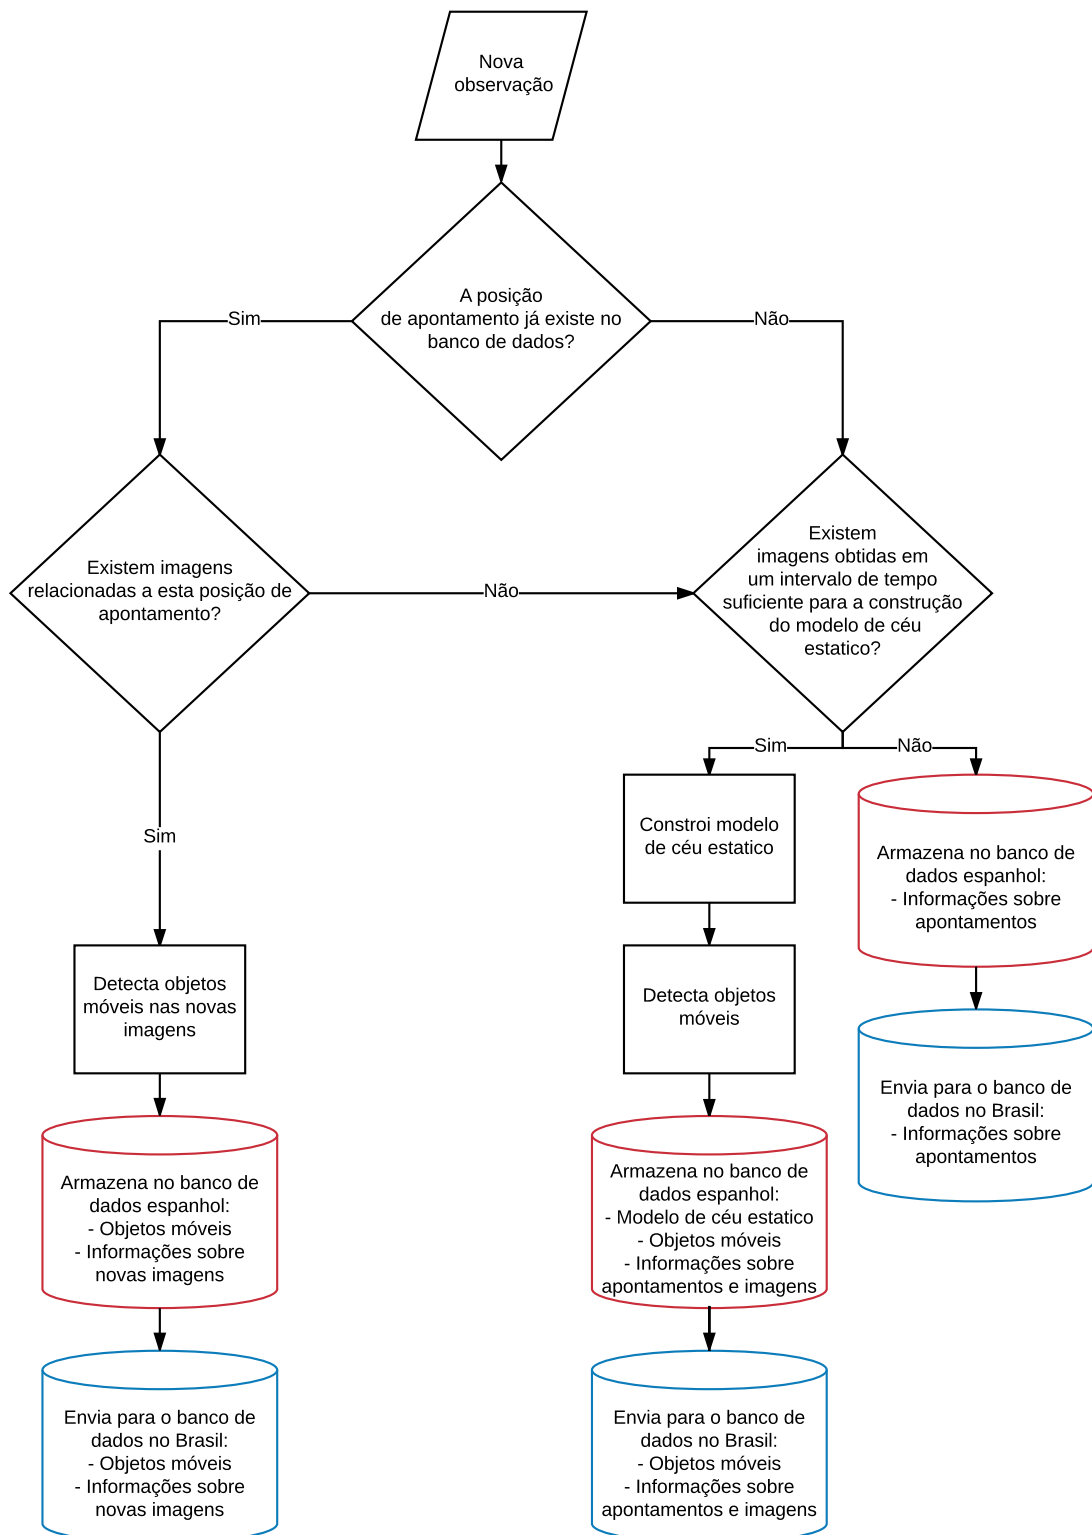 Nova
observação
A posição
de apontamento já existe no
banco de dados?
Sim
Não
Existem imagens
relacionadas a esta posição de
apontamento?
Não
Existem
imagens obtidas em
um intervalo de tempo
suficiente para a construção
do modelo de céu
estatico?
Sim
Não
Sim
Constroi modelo
de céu estatico
Armazena no banco de
dados espanhol:
- Informações sobre
apontamentos
Detecta objetos
móveis nas novas
imagens
Detecta objetos
móveis
Envia para o banco de
dados no Brasil:
- Informações sobre
apontamentos
Armazena no banco de
dados espanhol:
- Objetos móveis
- Informações sobre
novas imagens
Armazena no banco de
dados espanhol:
- Modelo de céu estatico
- Objetos móveis
- Informações sobre
apontamentos e imagens
Envia para o banco de
dados no Brasil:
- Objetos móveis
- Informações sobre
novas imagens
Envia para o banco de
dados no Brasil:
- Objetos móveis
- Informações sobre
apontamentos e imagens